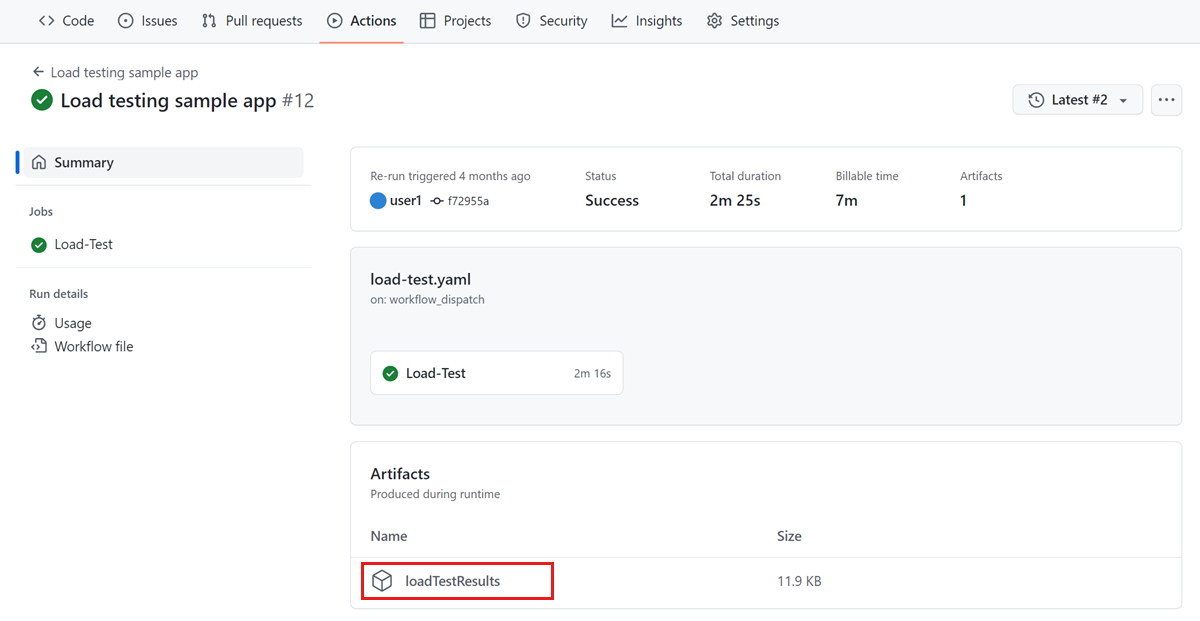 Code Issues Pull requests Actions Projects Security Insights Settings
Load testing sample app
Load testing sample app #12
Latest #2
Summary
Jobs
Load-Test
Run details
Usage
Workflow file
Re-run triggered 4 months ago Status Total duration Billable time Artifacts
user1 f72955a Success 2m 25s 7m 1
load-test.yaml
on: workflow_dispatch
Load-Test 2m 16s
Artifacts
Produced during runtime
Name Size
loadTestResults 11.9 KB